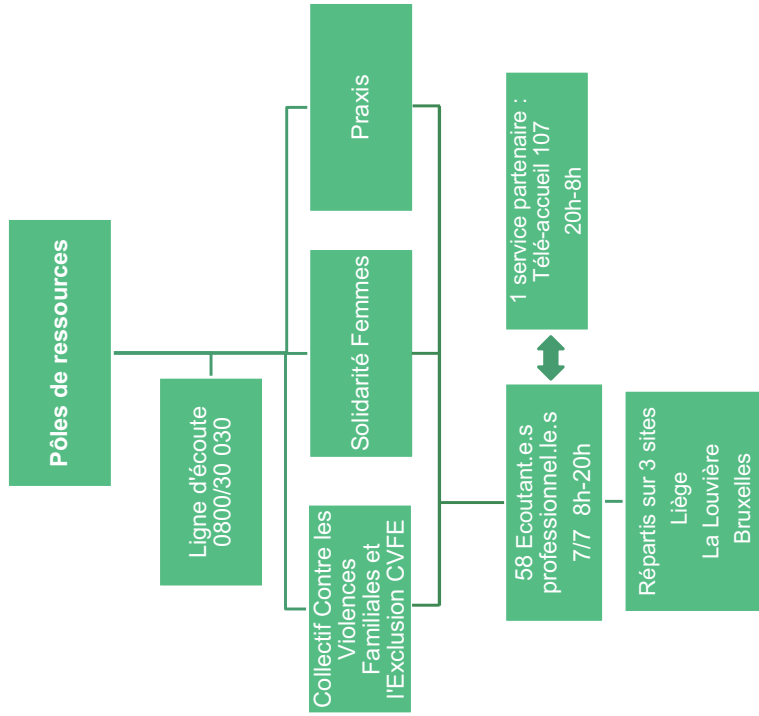 Pôles de ressources
Ligne d'écoute
0800/30 030
Collectif Contre les
Violences
Familiales et
l'Exclusion CVFE
Solidarité Femmes
Praxis
58 Ecoutant.e.s
professionnel.le.s
7/7 8h-20h
1 service partenaire :
Télé-accueil 107
20h-8h
Répartis sur 3 sites
Liège
La Louvière
Bruxelles